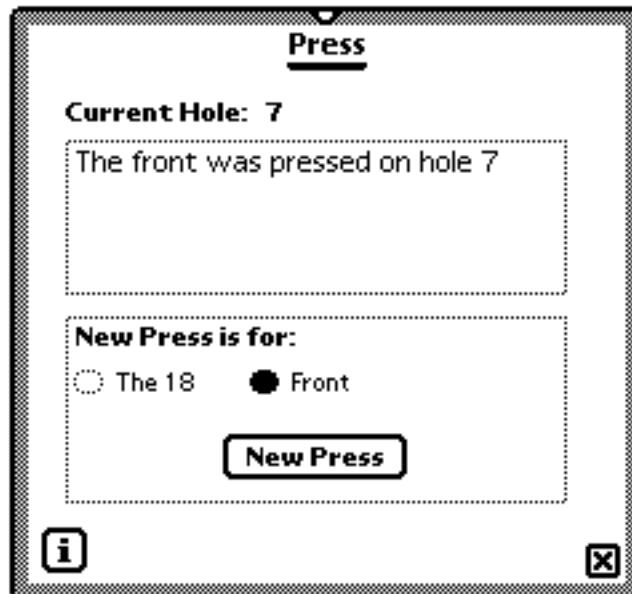 Press
Current Hole: 7
The front was pressed on hole 7
New Press is for:
The 18 Front
New Press
i